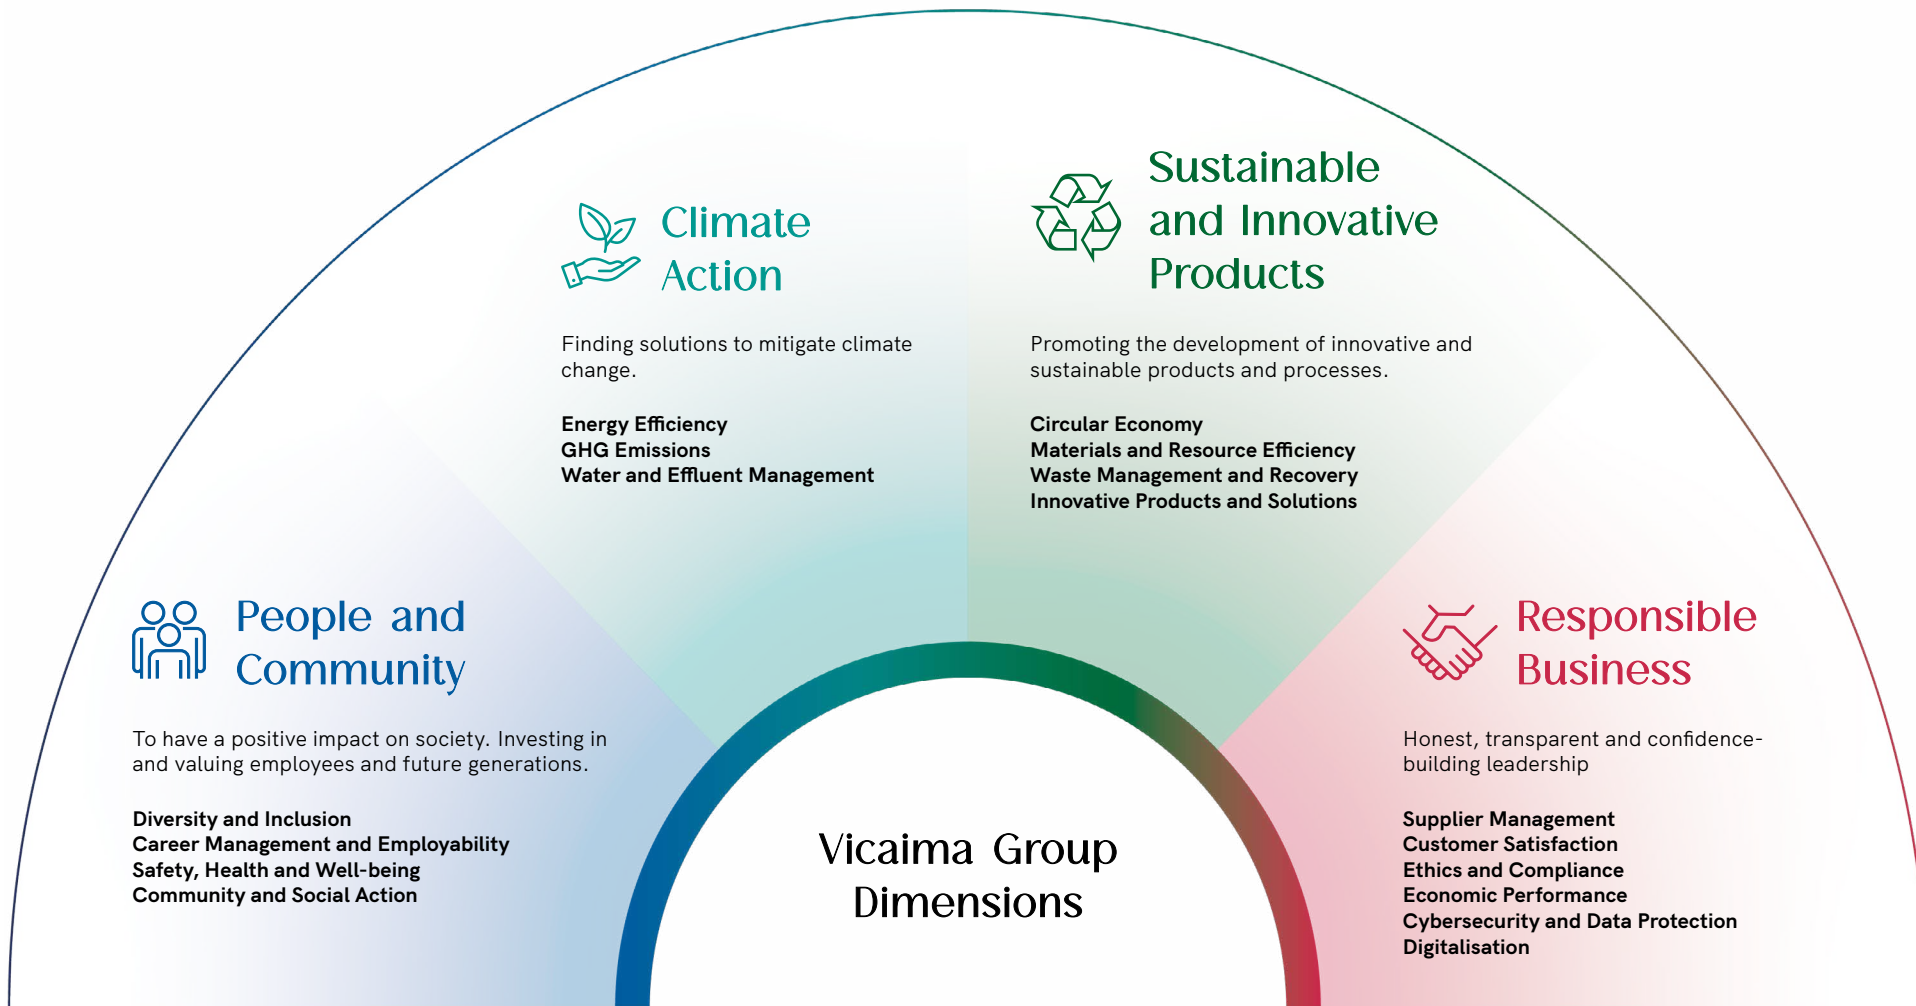 People and
Community
To have a positive impact on society. Investing in
and valuing employees and future generations.
Diversity and Inclusion
Career Management and Employability
Safety, Health and Well-being
Community and Social Action
Climate
Action
Finding solutions to mitigate climate
change.
Energy Efficiency
GHG Emissions
Water and Effluent Management
Sustainable
and Innovative
Products
Promoting the development of innovative and
sustainable products and processes.
Circular Economy
Materials and Resource Efficiency
Waste Management and Recovery
Innovative Products and Solutions
Responsible
Business
Honest, transparent and confidence-
building leadership
Supplier Management
Customer Satisfaction
Ethics and Compliance
Economic Performance
Cybersecurity and Data Protection
Digitalisation
Vicaima Group
Dimensions